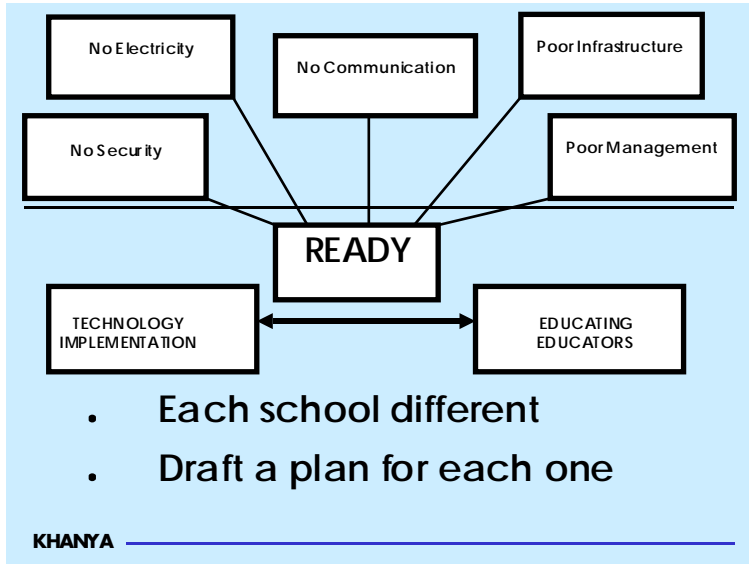 No Electricity
No Communication
Poor Infrastructure
No Security
Poor Management
READY
TECHNOLOGY
IMPLEMENTATION
EDUCATING
EDUCATORS
. Each school different
. Draft a plan for each one
KHANYA